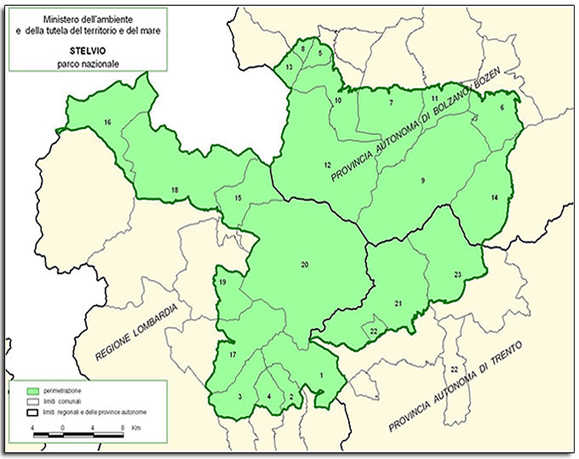 Ministero dell'ambiente
e della tutela del territorio e del mare
STELVIO
parco nazionale
8
5
13
10
7
11
6
16
PROVINCIA AUTONOMA DI BOLZANO/BOZEN
12
9
18
15
14
20
23
19
21
22
REGIONE LOMBARDIA
17
1
22
PROVINCIA AUTONOMA DI TRENTO
3
4
2
perimetrazione
limiti comunali
limiti regionali e delle province autonome
4 0 4 8 Km